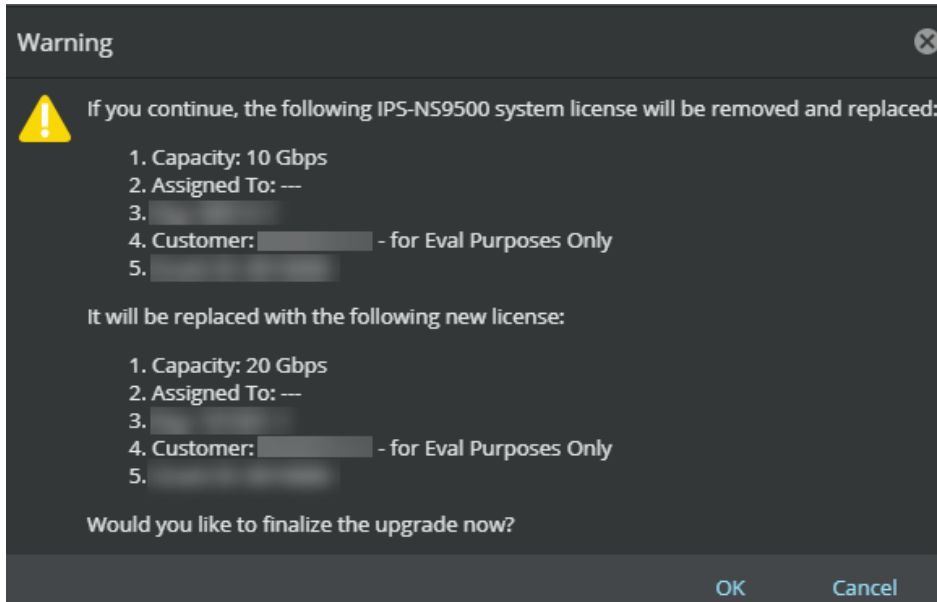 Warning
If you continue, the following IPS-NS9500 system license will be removed and replaced:
1. Capacity: 10 Gbps
2. Assigned To: ---
3.
4. Customer: - for Eval Purposes Only
5.
It will be replaced with the following new license:
1. Capacity: 20 Gbps
2. Assigned To: ---
3.
4. Customer: - for Eval Purposes Only
5.
Would you like to finalize the upgrade now?
OK Cancel